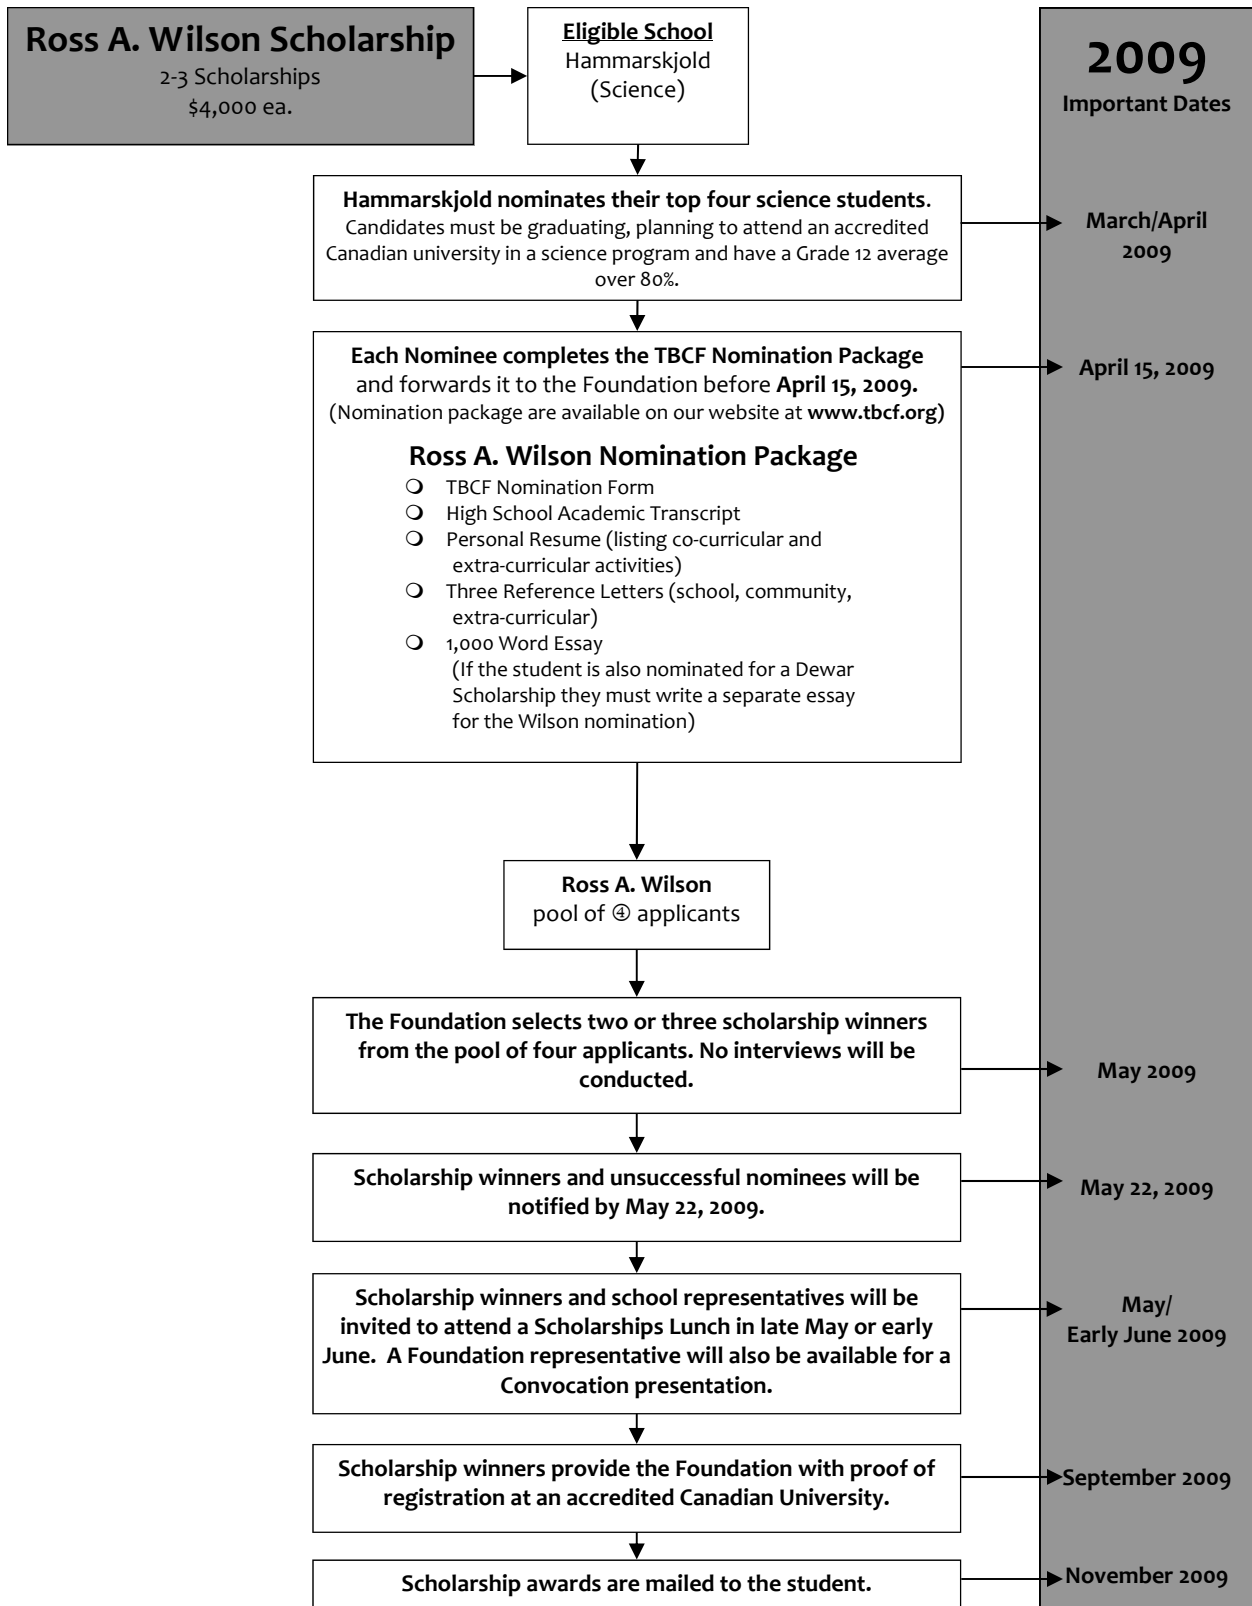 Ross A. Wilson Scholarship
2-3 Scholarships
$4,000 ea.
Eligible School
Hammarskjold
(Science)
2009
Important Dates
Hammarskjold nominates their top four science students.
Candidates must be graduating, planning to attend an accredited
Canadian university in a science program and have a Grade 12 average
over 80%.
March/April
2009
Each Nominee completes the TBCF Nomination Package
and forwards it to the Foundation before April 15, 2009.
(Nomination package are available on our website at www.tbcf.org)
April 15, 2009
Ross A. Wilson Nomination Package
❍ TBCF Nomination Form
❍ High School Academic Transcript
❍ Personal Resume (listing co-curricular and
extra-curricular activities)
❍ Three Reference Letters (school, community,
extra-curricular)
❍ 1,000 Word Essay
(If the student is also nominated for a Dewar
Scholarship they must write a separate essay
for the Wilson nomination)
Ross A. Wilson
pool of ④ applicants
The Foundation selects two or three scholarship winners
from the pool of four applicants. No interviews will be
conducted.
May 2009
Scholarship winners and unsuccessful nominees will be
notified by May 22, 2009.
May 22, 2009
Scholarship winners and school representatives will be
invited to attend a Scholarships Lunch in late May or early
June.  A Foundation representative will also be available for a
Convocation presentation.
May/
Early June 2009
Scholarship winners provide the Foundation with proof of
registration at an accredited Canadian University.
September 2009
Scholarship awards are mailed to the student.
November 2009